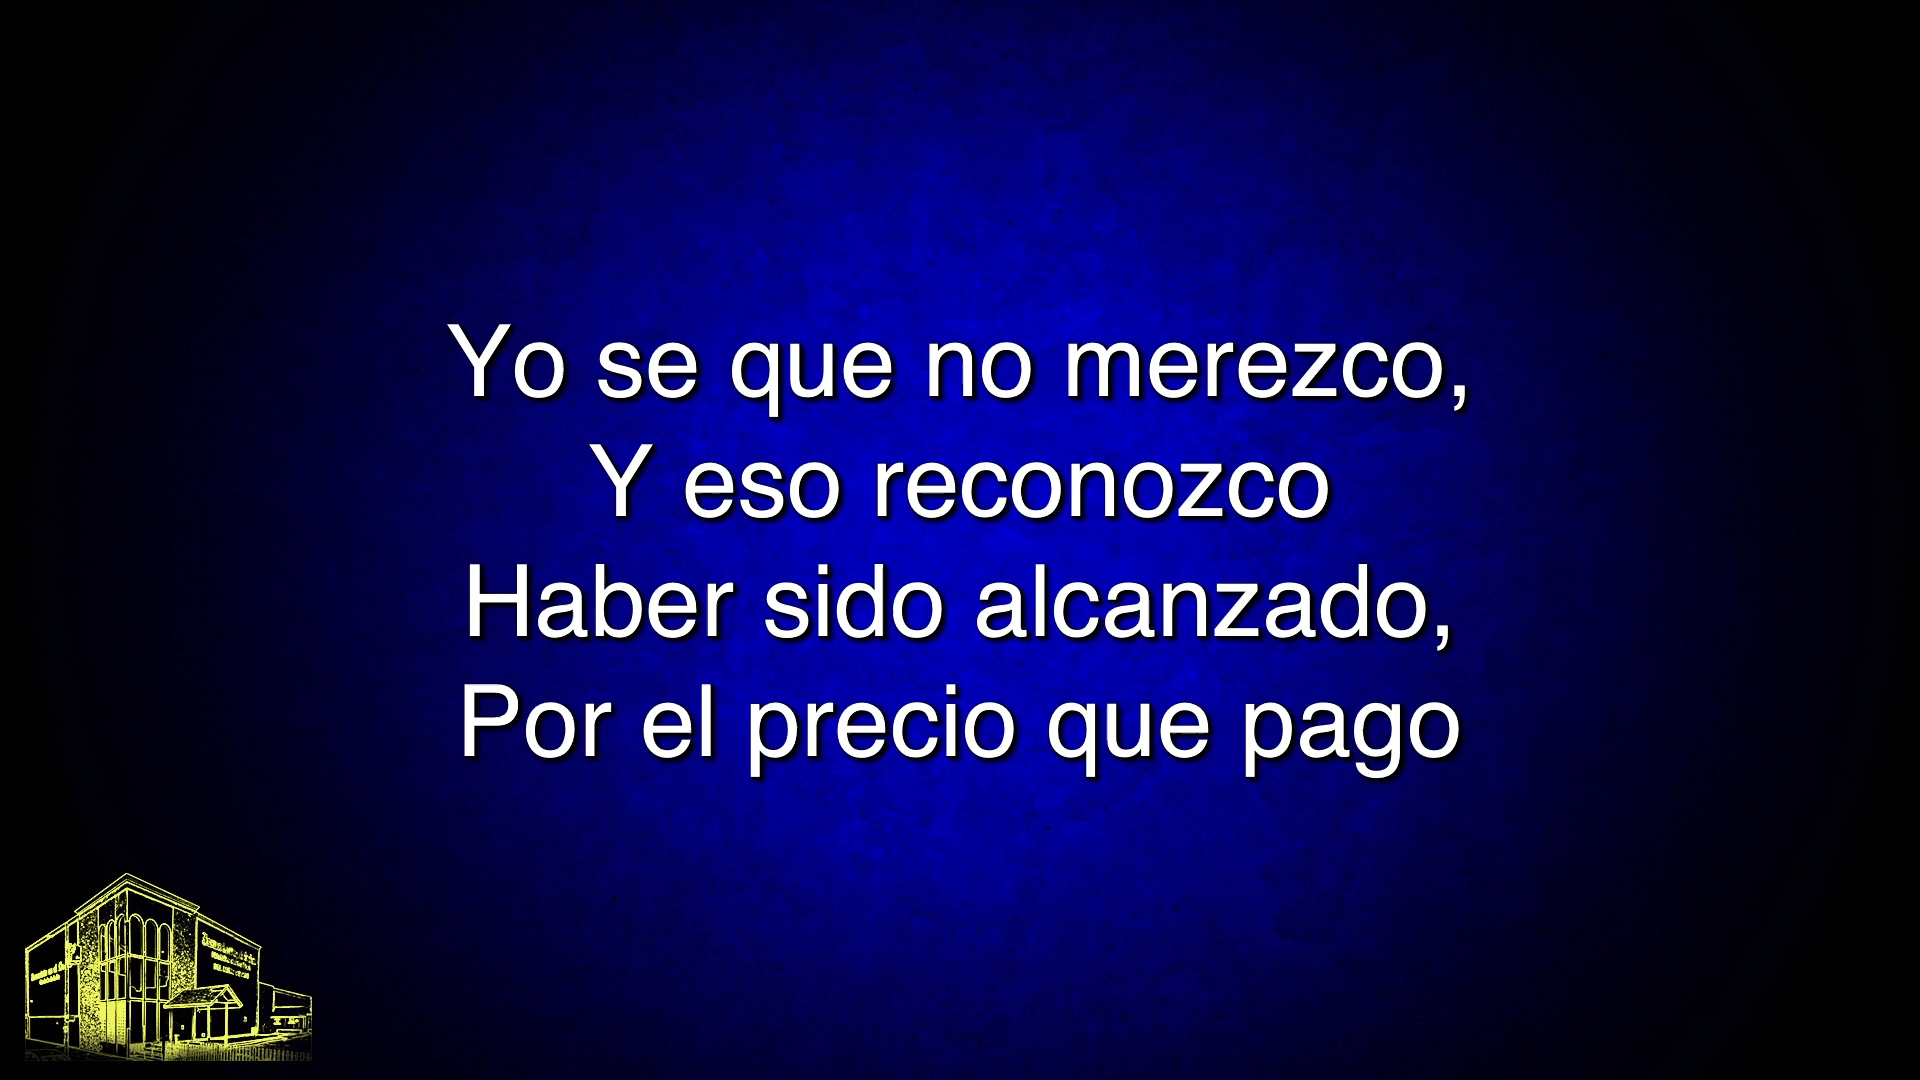 Yo se que no merezco,
Y eso reconozco
Haber sido alcanzado,
Por el precio que pago